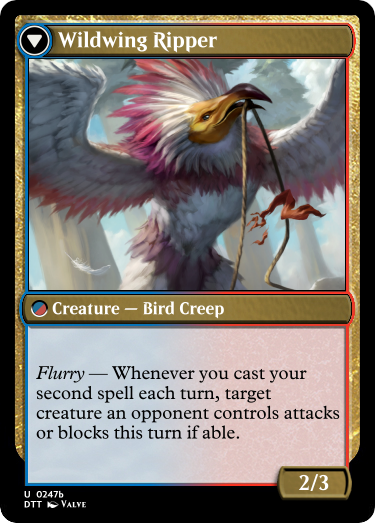 Wildwing Ripper
Creature — Bird Creep
Flurry — Whenever you cast your
second spell each turn, target
creature an opponent controls attacks
or blocks this turn if able.
2/3
U 0247b
DTT VALVE